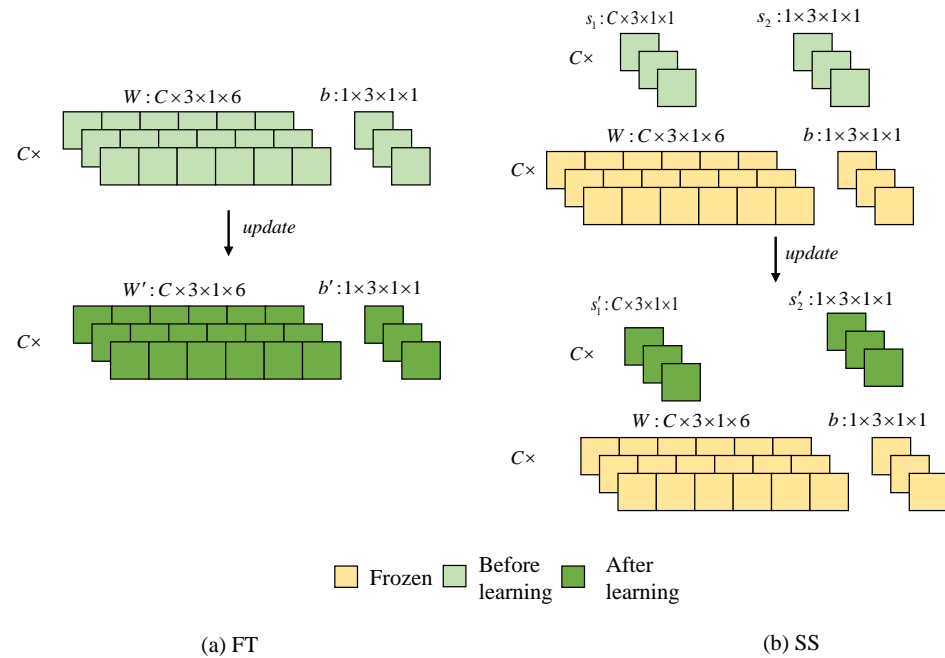 W : C×3×1×6
b :1×3×1×1
C×
update
W′ : C×3×1×6
b′ :1×3×1×1
C×
s₁ : C×3×1×1
s₂ : 1×3×1×1
C×
W : C×3×1×6
b :1×3×1×1
C×
update
s₁′ : C×3×1×1
s₂′ :1×3×1×1
C×
W : C×3×1×6
b :1×3×1×1
C×
Frozen
Before
learning
After
learning
(a) FT
(b) SS